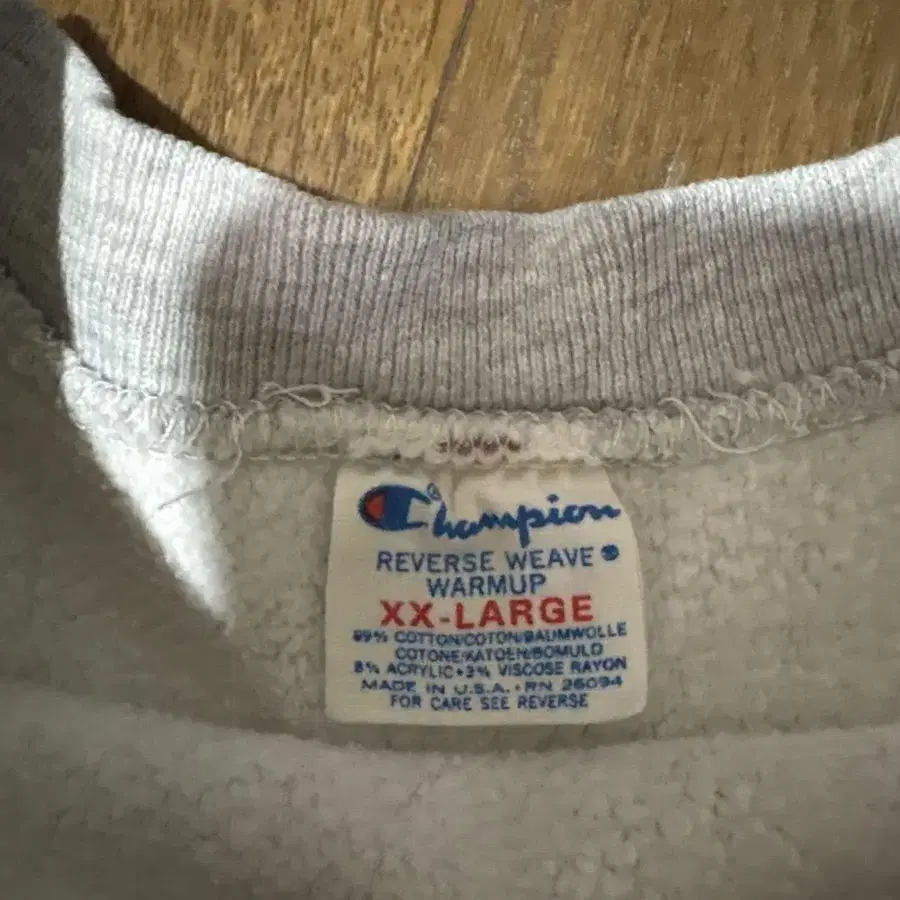 Champion®
REVERSE WEAVE®
WARMUP
XX-LARGE
89% COTTON/COTON/BAUMWOLLE
COTONE/KATOEN/BOMULD
8% ACRYLIC•3% VISCOSE RAYON
MADE IN U.S.A. • RN 26094
FOR CARE SEE REVERSE